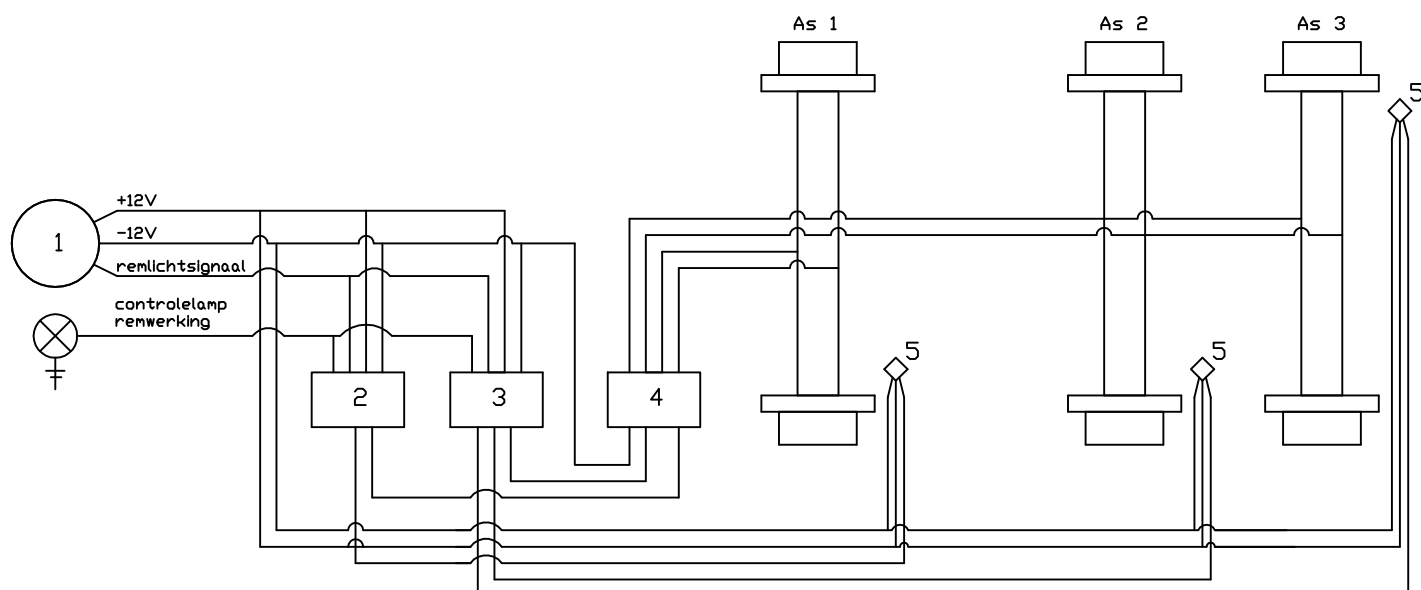 As 1
As 2
As 3
5
+12V
1
-12V
remlichtsignaal
controlelamp
remwerking
5
5
2
3
4